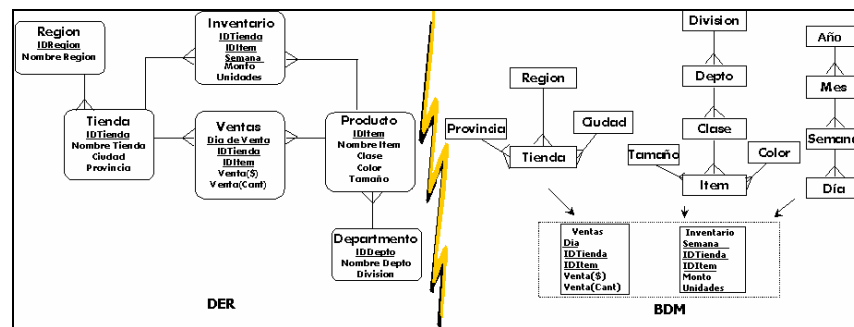 Region
IDRegion
Nombre Region
Inventario
IDTienda
IDItem
Semana
Monto
Unidades
Tienda
IDTienda
Nombre Tienda
Ciudad
Provincia
Ventas
Dia de Venta
IDTienda
IDItem
Venta($)
Venta(Cant)
Producto
IDItem
Nombre Item
Clase
Color
Tamaño
Departmento
IDDepto
Nombre Depto
Division
DER
Region
Provincia
Ciudad
Tienda
Division
Depto
Clase
Tamaño
Color
Item
Año
Mes
Semana
Día
Ventas
Dia
IDTienda
IDItem
Venta($)
Venta(Cant)
Inventario
Semana
IDTienda
IDItem
Monto
Unidades
BDM